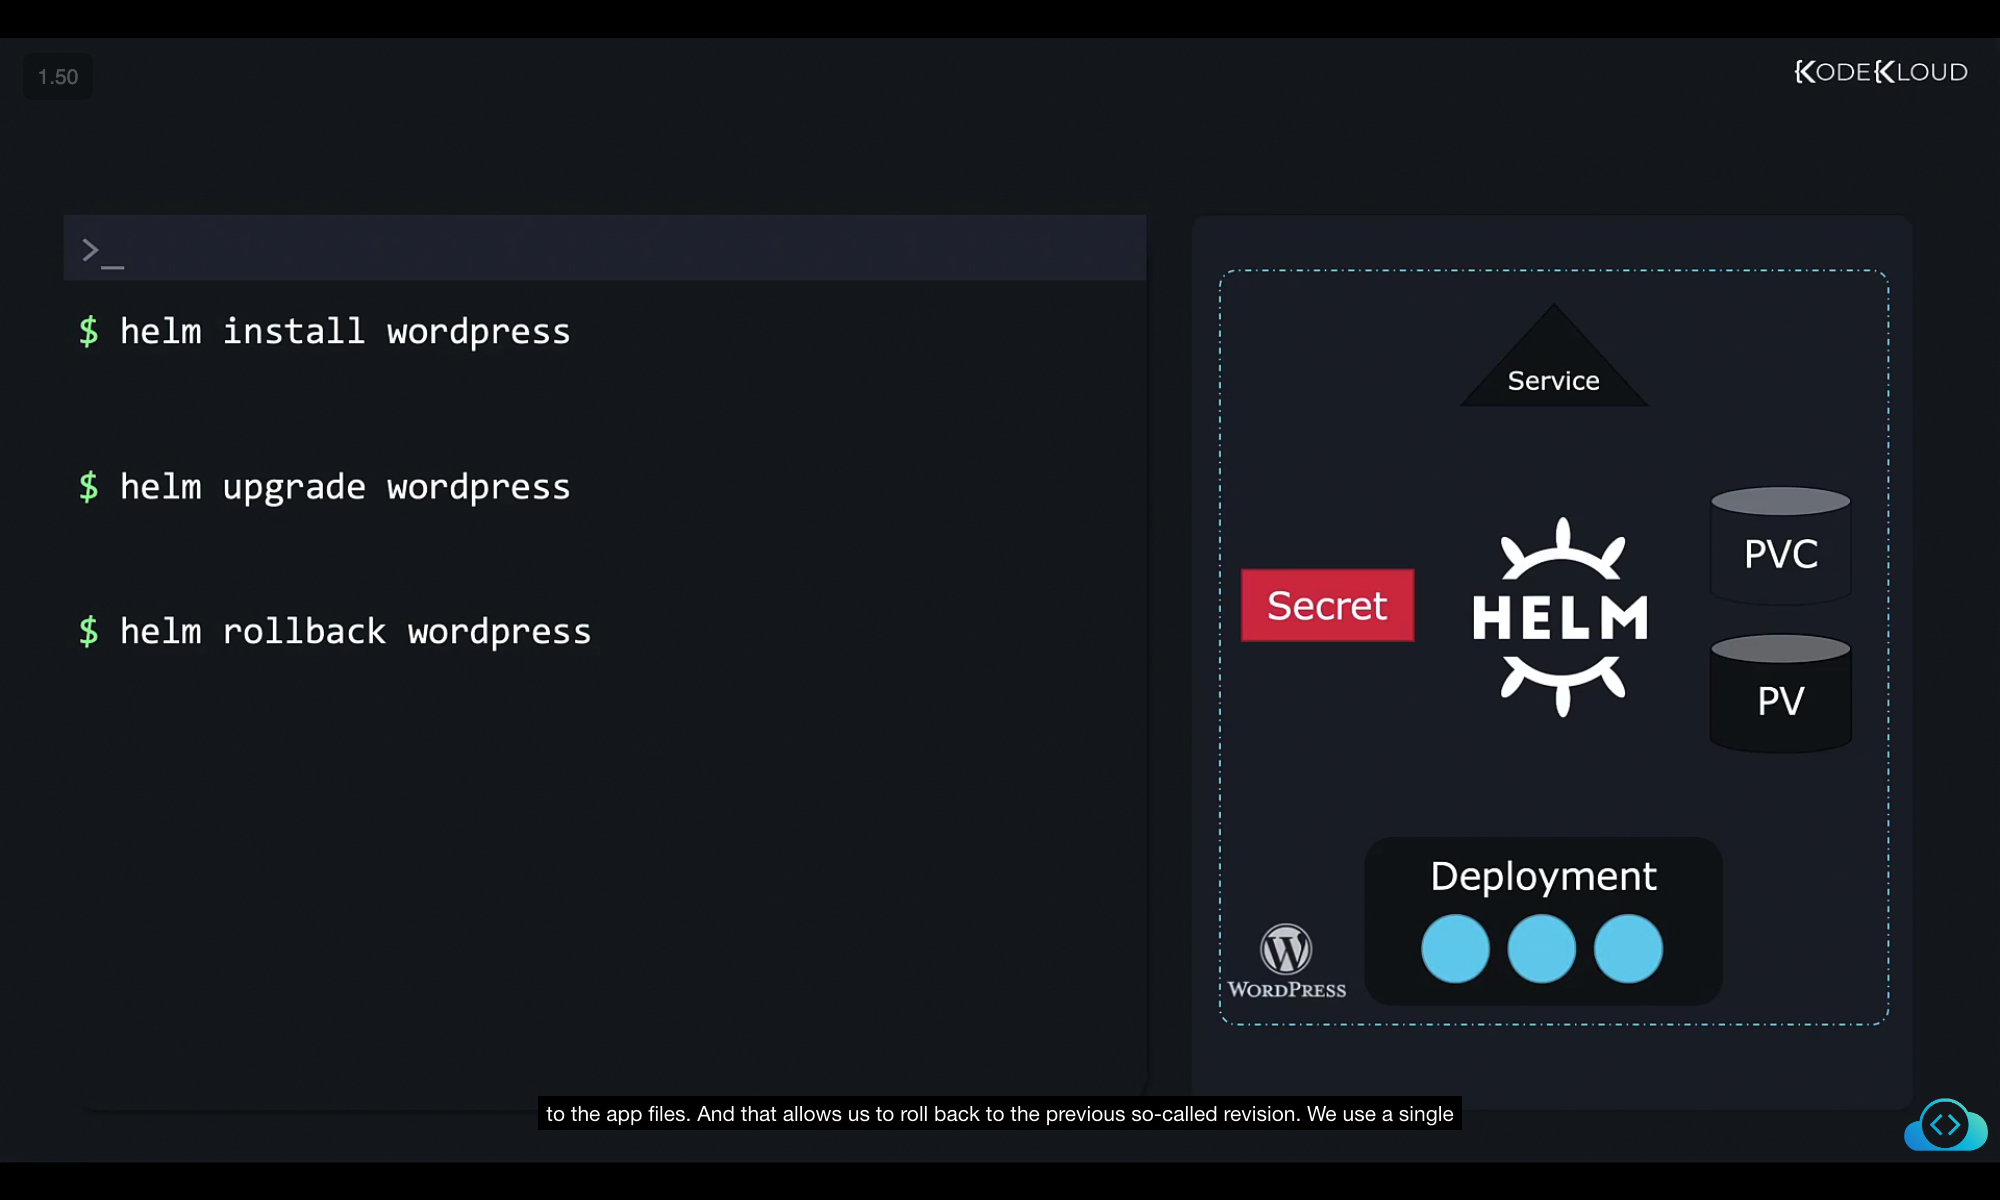 1.50
KODEKLOUD
>_
$ helm install wordpress
$ helm upgrade wordpress
$ helm rollback wordpress
Service
PVC
Secret
HELM
PV
Deployment
W
WORDPRESS
to the app files. And that allows us to roll back to the previous so-called revision. We use a single
<>